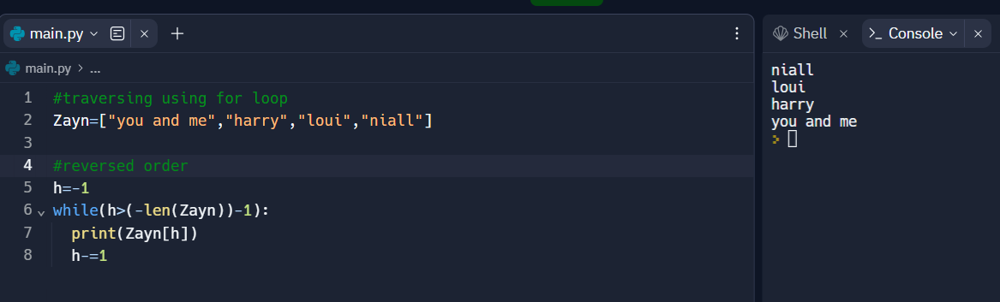 main.py
main.py > ...
1 #traversing using for loop
2 Zayn=["you and me","harry","loui","niall"]
3
4 #reversed order
5 h=-1
6 while(h>(-len(Zayn))-1):
7   print(Zayn[h])
8   h-=1
Shell
Console
niall
loui
harry
you and me
>